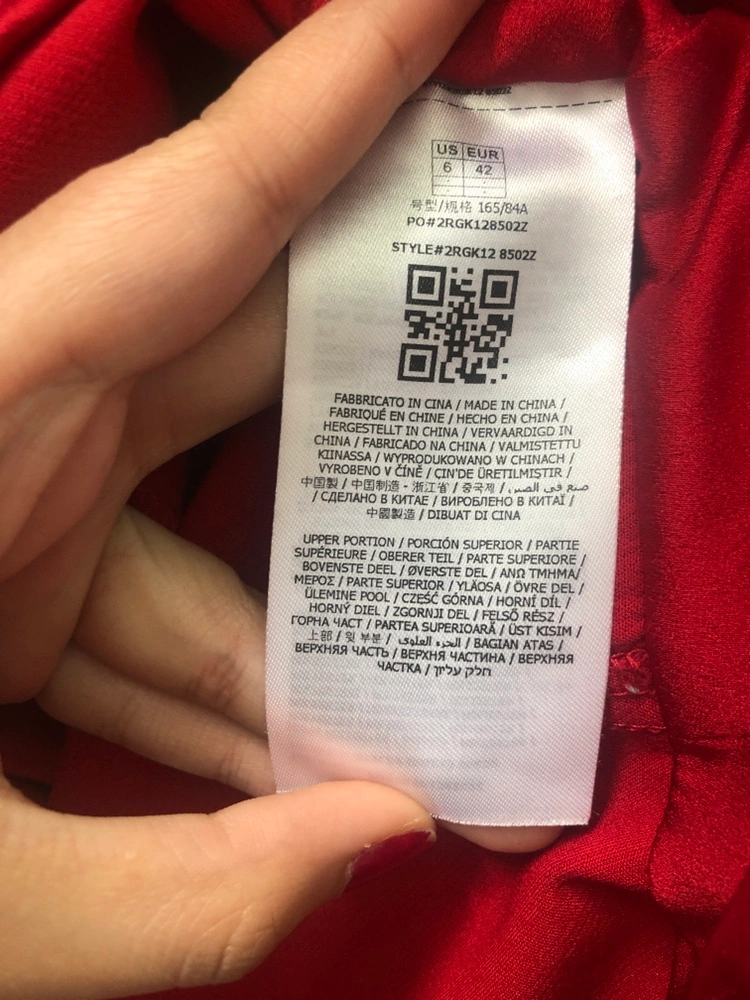 US EUR
6 42
号型/规格 165/84A
PO#2RGK128502Z
STYLE#2RGK12 8502Z
FABBRICATO IN CINA / MADE IN CHINA /
FABRIQUÉ EN CHINE / HECHO EN CHINA /
HERGESTELLT IN CHINA / VERVAARDIGD IN
CHINA / FABRICADO NA CHINA / VALMISTETTU
KIINASSA / WYPRODUKOWANO W CHINACH /
VYROBENO V ČÍNĚ / ÇIN'DE ÜRETILMIŞTIR /
中国製 / 中国制造 - 浙江省 / 중국제 / صنع في الصين
/ СДЕЛАНО В КИТАЕ / ВИРОБЛЕНО В КИТАЇ /
中國製造 / DIBUAT DI CINA
UPPER PORTION / PORCIÓN SUPERIOR / PARTIE
SUPÉRIEURE / OBERER TEIL / PARTE SUPERIORE /
BOVENSTE DEEL / ØVERSTE DEL / ΑΝΩ ΤΜΗΜΑ/
ΜΕΡΟΣ / PARTE SUPERIOR / YLÄOSA / ÖVRE DEL /
ÜLEMINE POOL / CZĘŚĆ GÓRNA / HORNÍ DÍL /
HORNÝ DIEL / ZGORNJI DEL / FELSŐ RÉSZ /
ГОРНА ЧАСТ / PARTEA SUPERIOARĂ / ÜST KISIM /
上部 / 윗 부분 / الجزء العلوى / BAGIAN ATAS /
ВЕРХНЯЯ ЧАСТЬ / ВЕРХНЯ ЧАСТИНА / ВЕРХНЯЯ
ЧАСТКА / חלק עליון